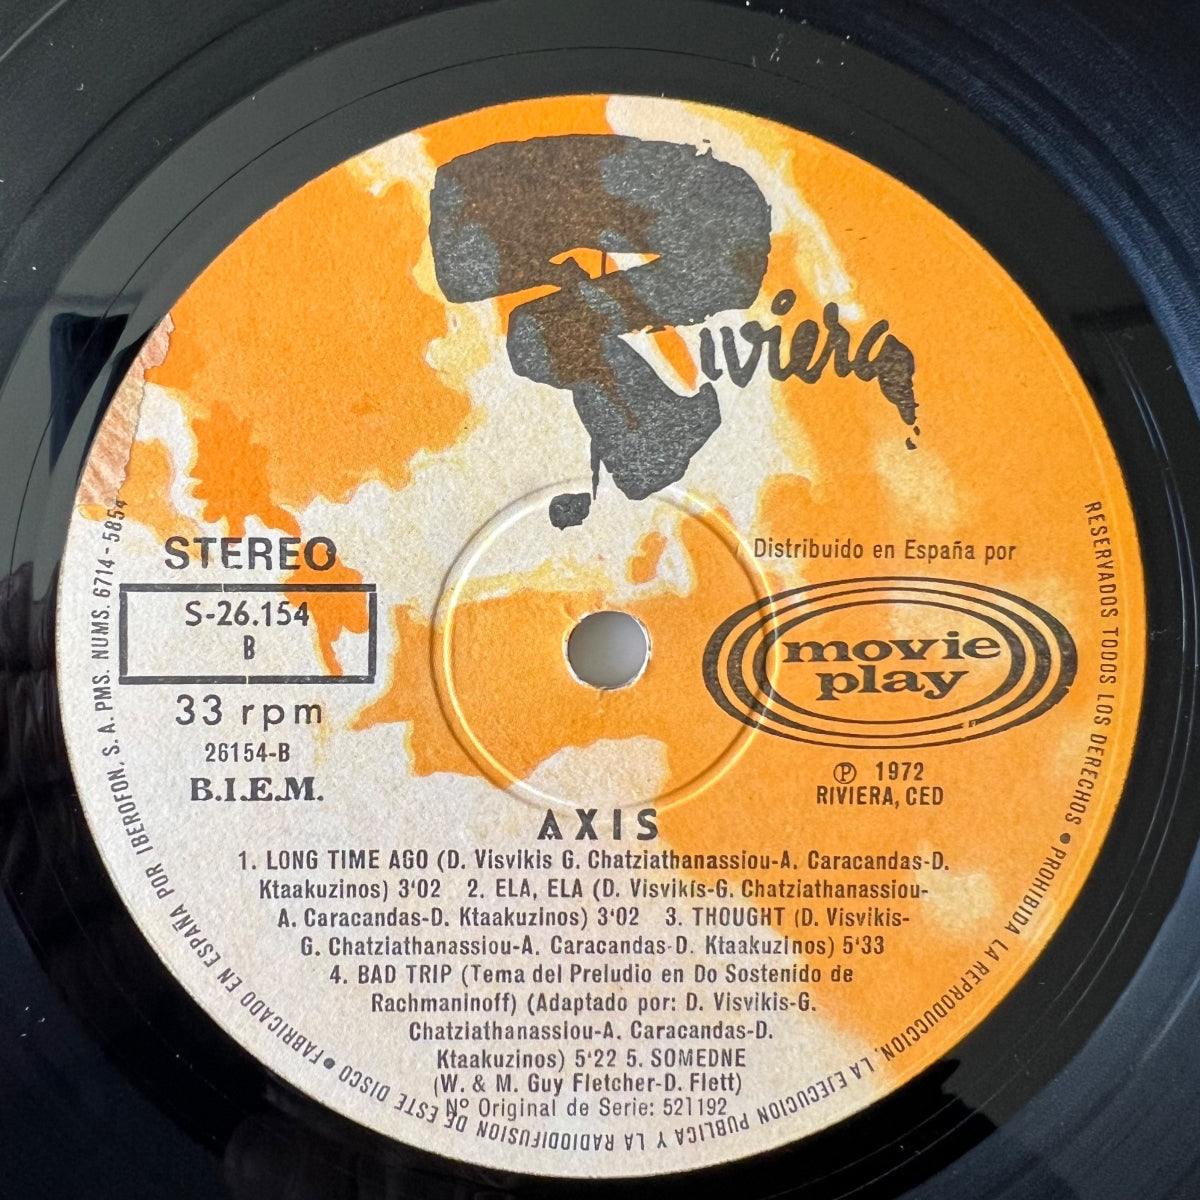 Riviera
STEREO
S-26.154
B
33 rpm
26154-B
B.I.E.M.
Distribuido en España por
movie
play
Ⓟ 1972
RIVIERA, CED
AXIS
1. LONG TIME AGO (D. Visvikis G. Chatziathanassiou-A. Caracandas-D.
Ktaakuzinos) 3'02 2. ELA, ELA (D. Visvikis-G. Chatziathanassiou-
A. Caracandas-D. Ktaakuzinos) 3'02 3. THOUGHT (D. Visvikis-
G. Chatziathanassiou-A. Caracandas-D. Ktaakuzinos) 5'33
4. BAD TRIP (Tema del Preludio en Do Sostenido de
Rachmaninoff) (Adaptado por: D. Visvikis-G.
Chatziathanassiou-A. Caracandas-D.
Ktaakuzinos) 5'22 5. SOMEDNE
(W. & M. Guy Fletcher-D. Flett)
Nº Original de Serie: 521192
RESERVADOS TODOS LOS DERECHOS • PROHIBIDA LA REPRODUCCION, LA EJECUCION PUBLICA Y LA RADIODIFUSION DE ESTE DISCO • FABRICADO EN ESPAÑA POR IBEROFON, S. A. PMS. NUMS. 6714 - 5854